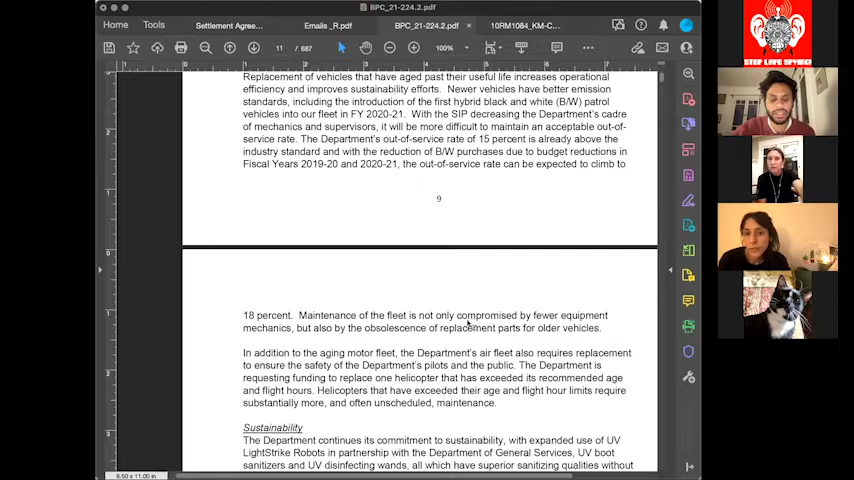 BPC_21-224.2.pdf
Home Tools Settlement Agree... Emails_R.pdf BPC_21-224.2.pdf × 10RM1084_KM-C...
11 / 687 100%
Replacement of vehicles that have aged past their useful life increases operational
efficiency and improves sustainability efforts. Newer vehicles have better emission
standards, including the introduction of the first hybrid black and white (B/W) patrol
vehicles into our fleet in FY 2020-21. With the SIP decreasing the Department's cadre
of mechanics and supervisors, it will be more difficult to maintain an acceptable out-of-
service rate. The Department's out-of-service rate of 15 percent is already above the
industry standard and with the reduction of B/W purchases due to budget reductions in
Fiscal Years 2019-20 and 2020-21, the out-of-service rate can be expected to climb to
9
18 percent. Maintenance of the fleet is not only compromised by fewer equipment
mechanics, but also by the obsolescence of replacement parts for older vehicles.
In addition to the aging motor fleet, the Department's air fleet also requires replacement
to ensure the safety of the Department's pilots and the public. The Department is
requesting funding to replace one helicopter that has exceeded its recommended age
and flight hours. Helicopters that have exceeded their age and flight hour limits require
substantially more, and often unscheduled, maintenance.
Sustainability
The Department continues its commitment to sustainability, with expanded use of UV
LightStrike Robots in partnership with the Department of General Services, UV boot
sanitizers and UV disinfecting wands, all which have superior sanitizing qualities without
8.50 x 11.00 in
STOP LAPD SPYING!